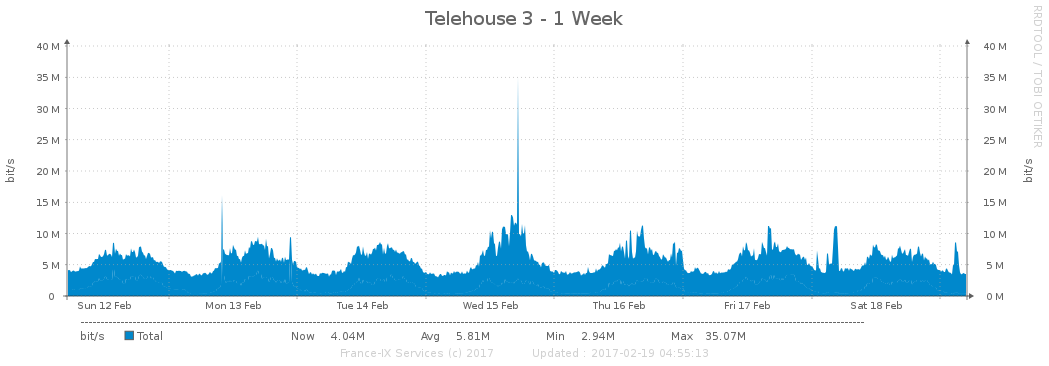 Telehouse 3 - 1 Week
RRDTOOL / TOBI OETIKER
40 M 40 M
35 M 35 M
30 M 30 M
25 M 25 M
20 M 20 M
15 M 15 M
10 M 10 M
5 M 5 M
0 0 M
bit/s bit/s
Sun 12 Feb Mon 13 Feb Tue 14 Feb Wed 15 Feb Thu 16 Feb Fri 17 Feb Sat 18 Feb
bit/s Total Now 4.04M Avg 5.81M Min 2.94M Max 35.07M
France-IX Services (c) 2017 Updated : 2017-02-19 04:55:13